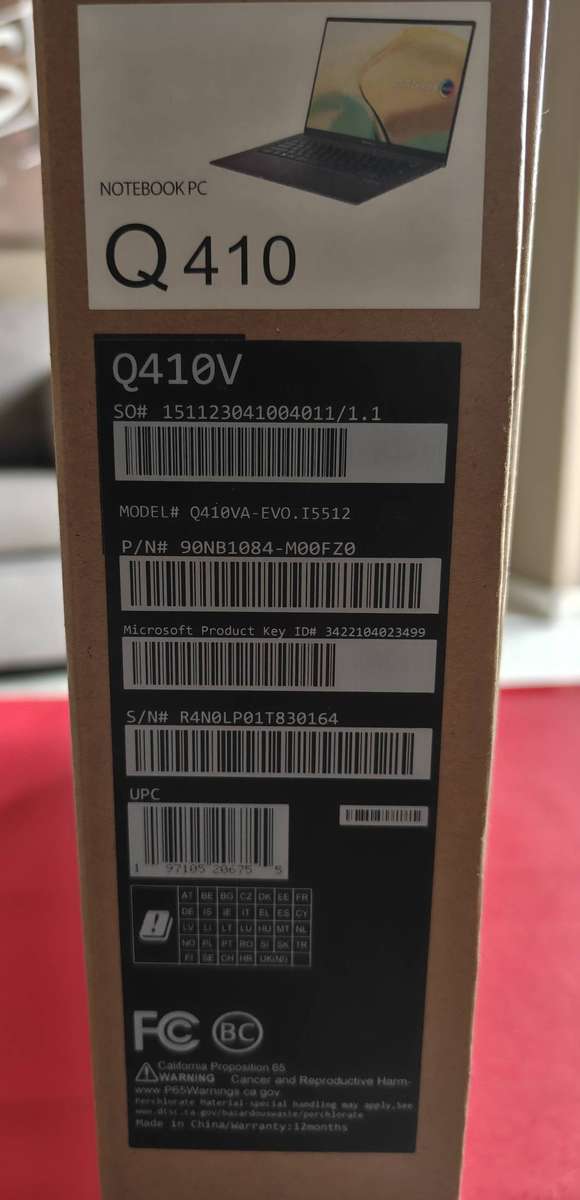 NOTEBOOK PC
Q 410
Q410V
SO# 151123041004011/1.1
MODEL# Q410VA-EVO.I5512
P/N# 90NB1084-M00FZ0
Microsoft Product Key ID# 3422104023499
S/N# R4N0LP01T830164
UPC
1 97105 20675 5
AT BE BG CZ DK EE FR
DE IS IE IT EL ES CY
LV LI LT LU HU MT NL
NO PL PT RO SI SK TR
FI SE CH HR UK(NI)
FC BC
California Proposition 65
WARNING Cancer and Reproductive Harm-
www.P65Warnings.ca.gov
Perchlorate Material-special handling may apply,See
www.dtsc.ca.gov/hazardouswaste/perchlorate
Made in China/Warranty:12months